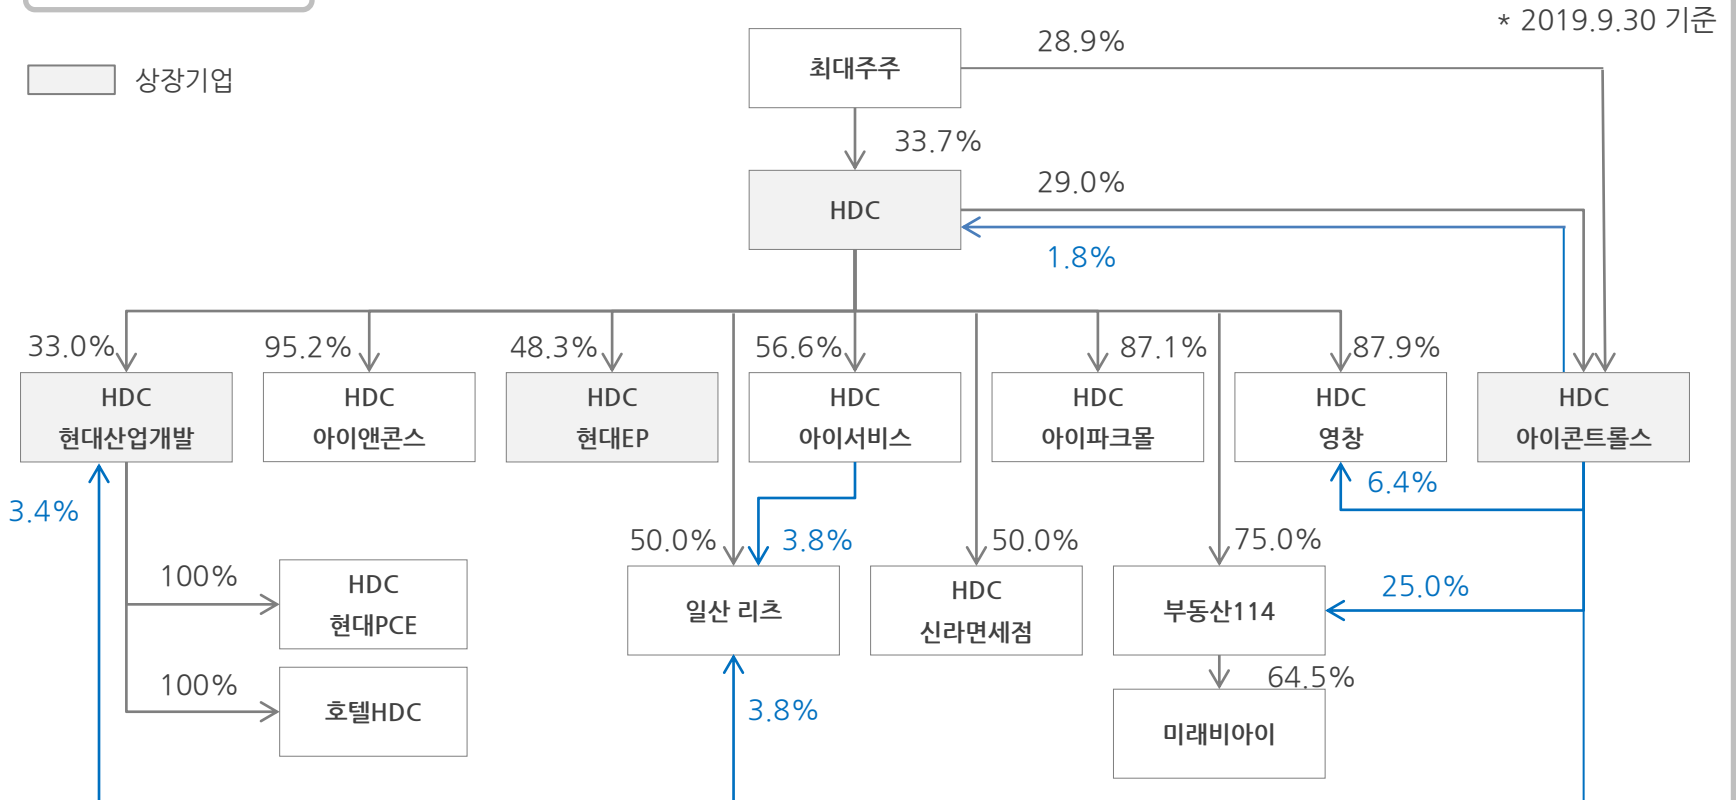 * 2019.9.30 기준
상장기업
최대주주
28.9%
33.7%
HDC
29.0%
1.8%
33.0%
95.2%
48.3%
56.6%
87.1%
87.9%
HDC
현대산업개발
HDC
아이앤콘스
HDC
현대EP
HDC
아이서비스
HDC
아이파크몰
HDC
영창
HDC
아이콘트롤스
3.4%
6.4%
50.0%
3.8%
50.0%
75.0%
25.0%
100%
HDC
현대PCE
일산 리츠
HDC
신라면세점
부동산114
64.5%
100%
호텔HDC
3.8%
미래비아이